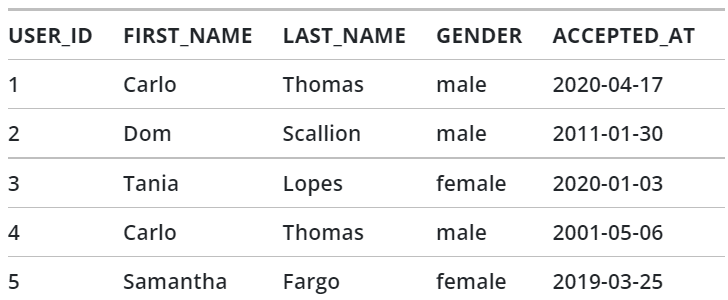 USER_ID FIRST_NAME LAST_NAME GENDER ACCEPTED_AT
1 Carlo Thomas male 2020-04-17
2 Dom Scallion male 2011-01-30
3 Tania Lopes female 2020-01-03
4 Carlo Thomas male 2001-05-06
5 Samantha Fargo female 2019-03-25